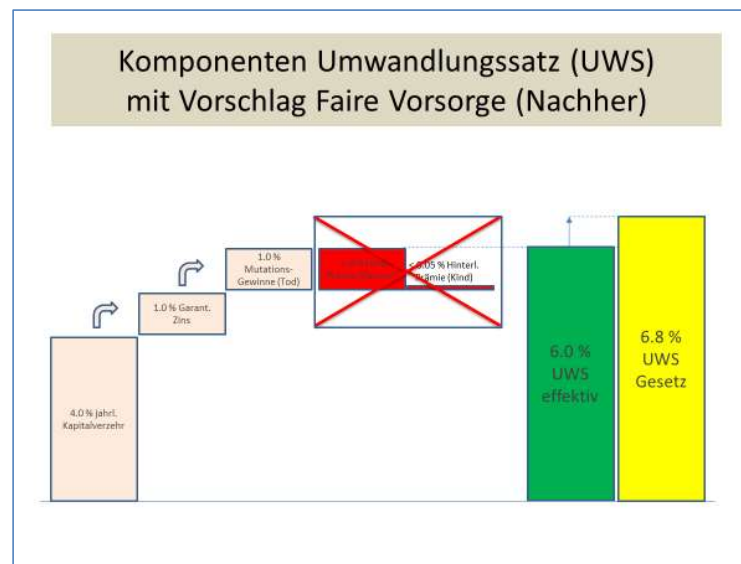 Komponenten Umwandlungssatz (UWS)
mit Vorschlag Faire Vorsorge (Nachher)
1.0 %
Mutations-
Gewinne (Tod)
< 0.05 % Hinterl.
Prämie (Kind)
1.0 % Garant.
Zins
4.0 % jahrl.
Kapitalverzehr
6.0 %
UWS
effektiv
6.8 %
UWS
Gesetz